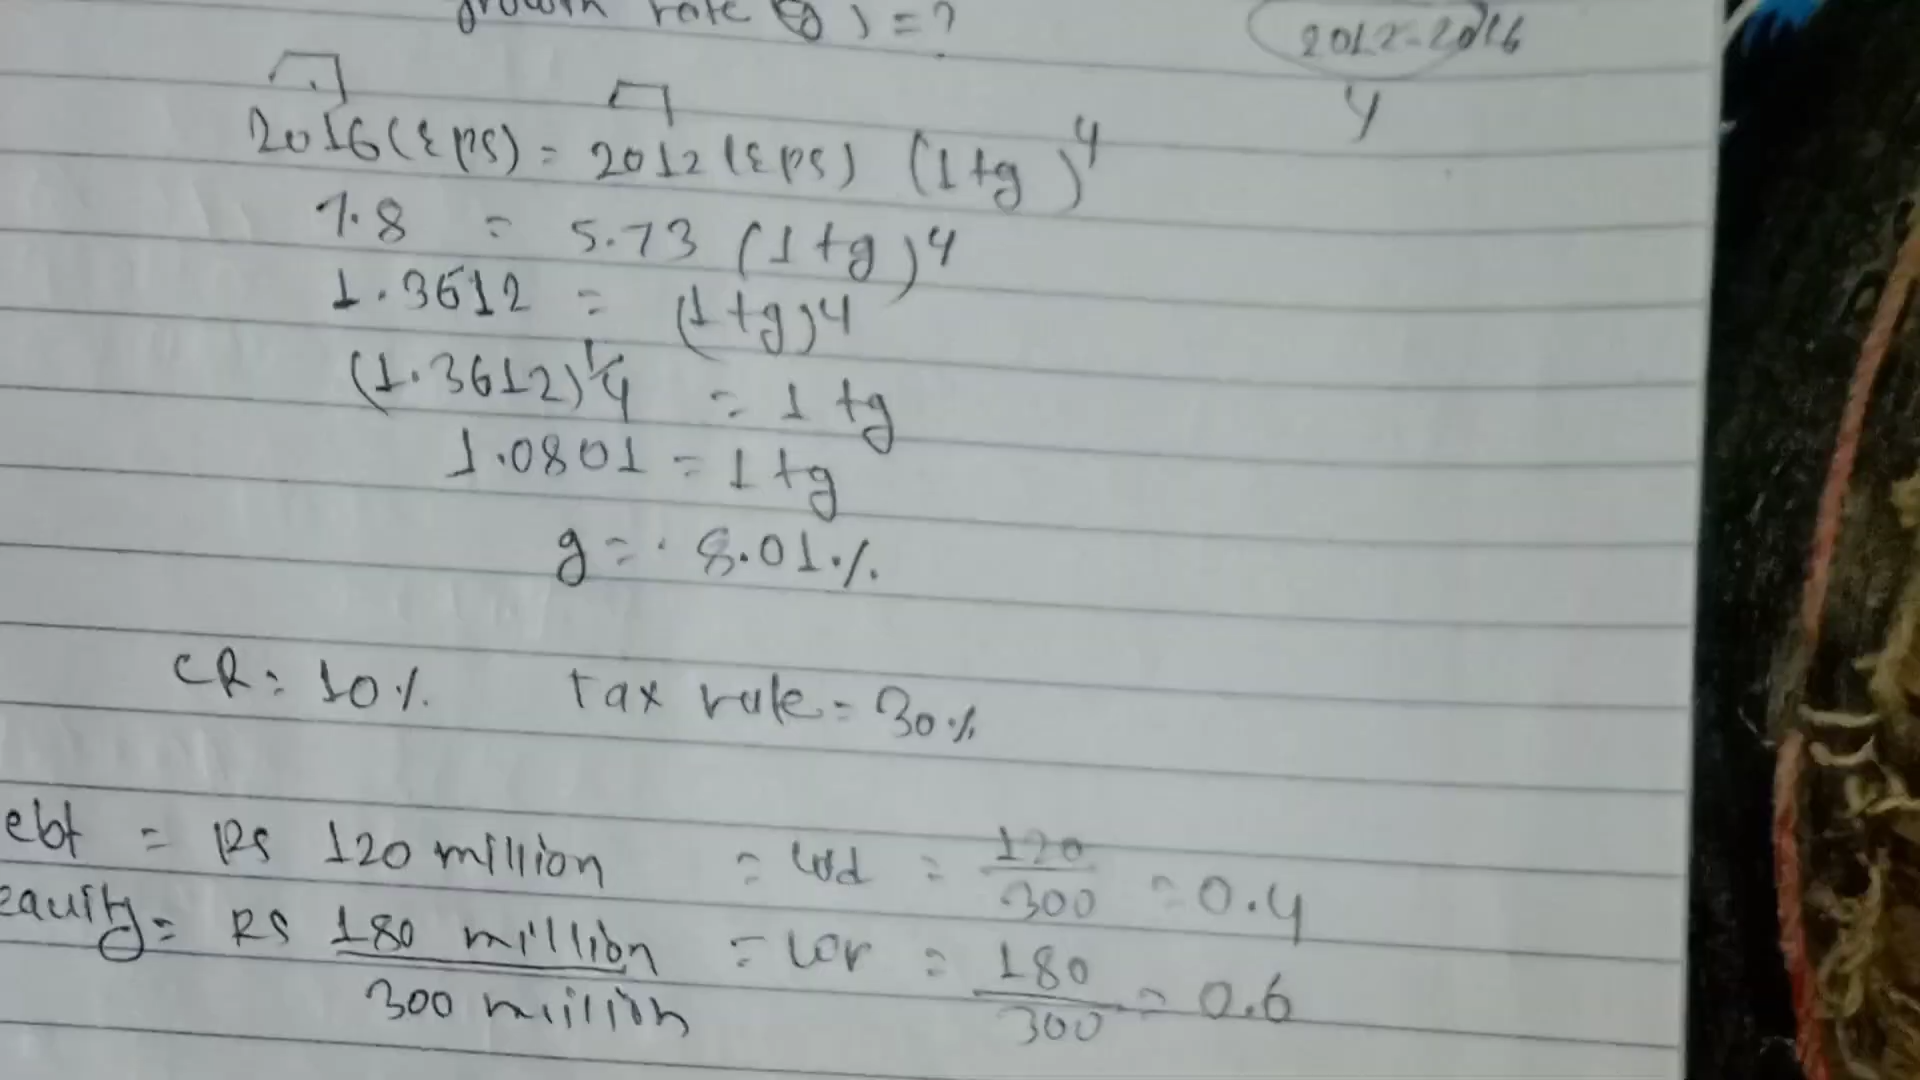 growth rate (g) = ?
2012-2016
4
2016(EPS) = 2012(EPS) (1+g)^4
7.8 = 5.73 (1+g)^4
1.3612 = (1+g)^4
(1.3612)^1/4 = 1+g
1.0801 = 1+g
g = 8.01%
CR = 10% Tax rate = 30%
ebt = RS 120 million = wd = 120/300 = 0.4
equity = RS 180 million = wr = 180/300 = 0.6
300 million